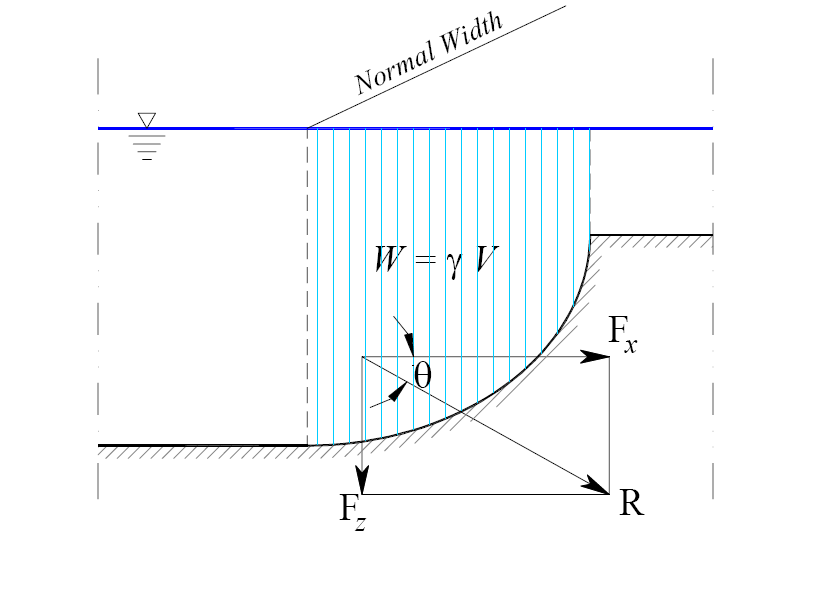 Normal Width
W = γ V
F_x
θ
F_z
R